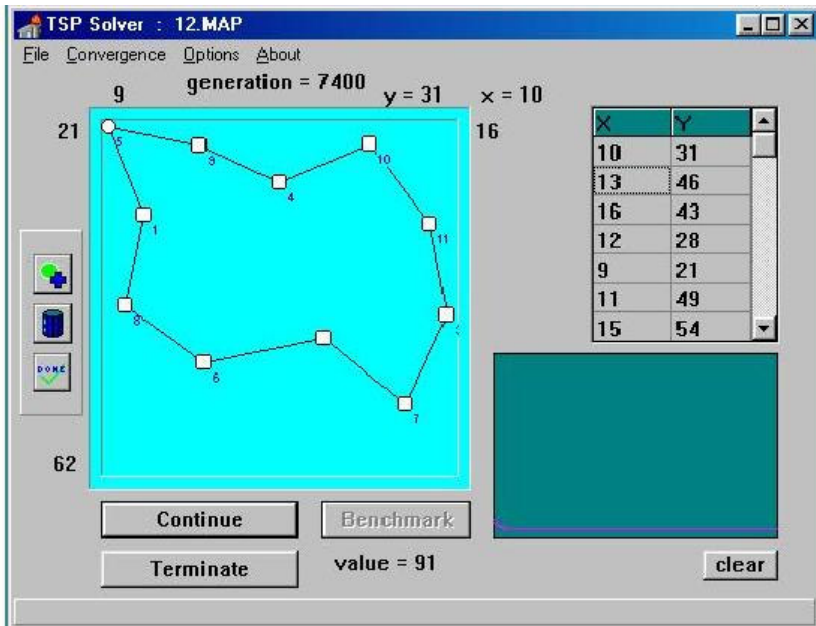 TSP Solver : 12.MAP
File Convergence Options About
generation = 7400
9
y = 31 x = 10
21
16
X Y
10 31
13 46
16 43
12 28
9 21
11 49
15 54
5
9
10
4
1
11
8
3
6
7
DONE
62
Continue
Benchmark
Terminate
value = 91
clear